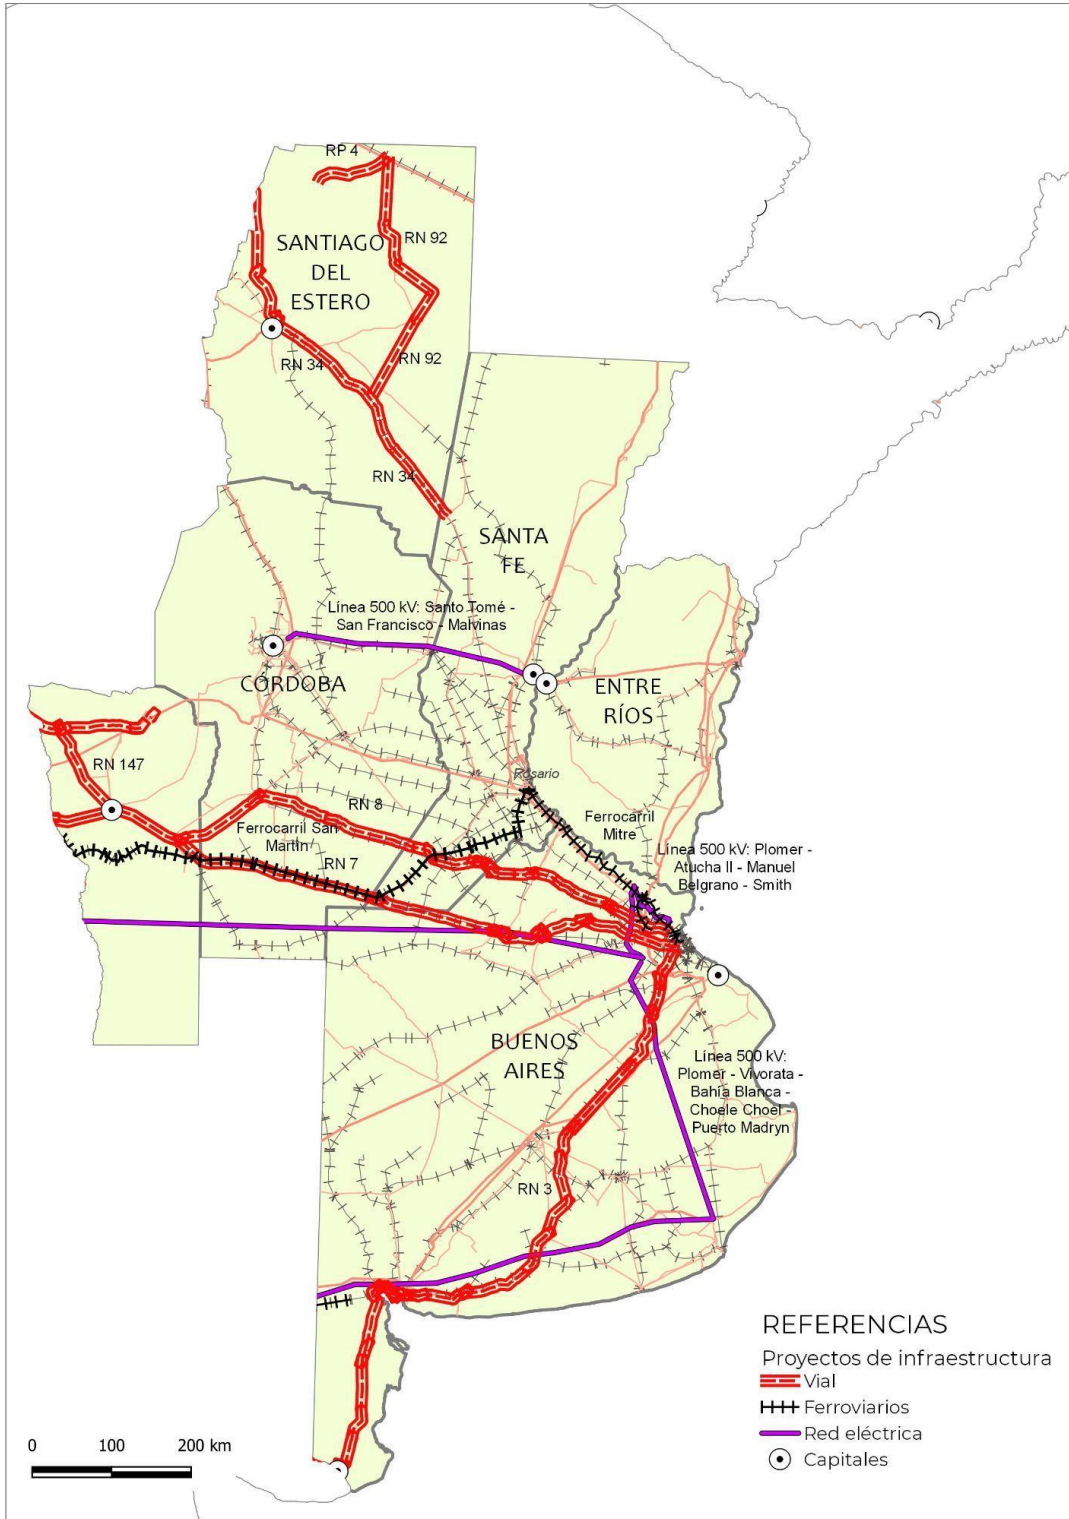 RP 4
RN 92
SANTIAGO
DEL
ESTERO
RN 34
RN 92
RN 34
SANTA
FE
Línea 500 kV: Santo Tomé -
San Francisco - Malvinas
CÓRDOBA
ENTRE
RÍOS
RN 147
Rosario
RN 8
Ferrocarril
Mitre
Ferrocarril San
Martín
RN 7
Línea 500 kV: Plomer -
Atucha II - Manuel
Belgrano - Smith
BUENOS
AIRES
Línea 500 kV:
Plomer - Vivorata -
Bahía Blanca -
Choele Choel -
Puerto Madryn
RN 3
REFERENCIAS
Proyectos de infraestructura
Vial
Ferroviarios
Red eléctrica
Capitales
0 100 200 km